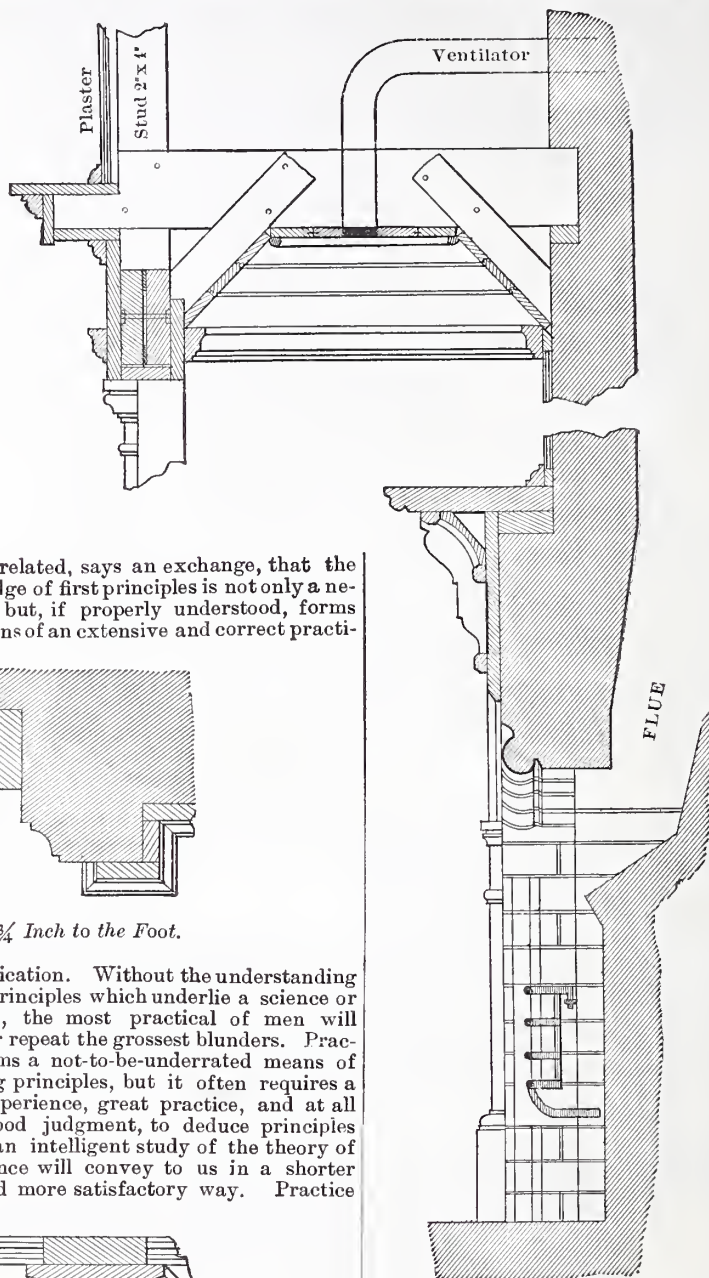 Ventilator
Plaster
Stud 2"x 4"
related, says an exchange, that the
lge of first principles is not only a ne-
but, if properly understood, forms
ns of an extensive and correct practi-
FLUE
¾ Inch to the Foot.
ication. Without the understanding
rinciples which underlie a science or
, the most practical of men will
r repeat the grossest blunders. Prac-
ms a not-to-be-underrated means of
g principles, but it often requires a
perience, great practice, and at all
ood judgment, to deduce principles
an intelligent study of the theory of
nce will convey to us in a shorter
d more satisfactory way. Practice